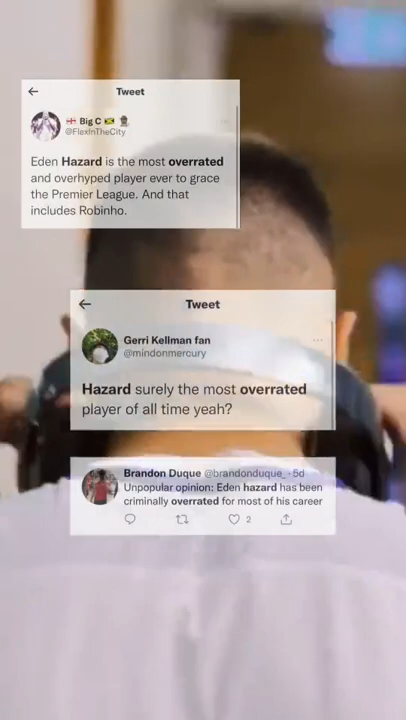 Tweet
Big C
@FlexInTheCity
Eden Hazard is the most overrated
and overhyped player ever to grace
the Premier League. And that
includes Robinho.
Tweet
Gerri Kellman fan
@mindonmercury
Hazard surely the most overrated
player of all time yeah?
Brandon Duque @brandonduque_ · 5d
Unpopular opinion: Eden hazard has been
criminally overrated for most of his career
2